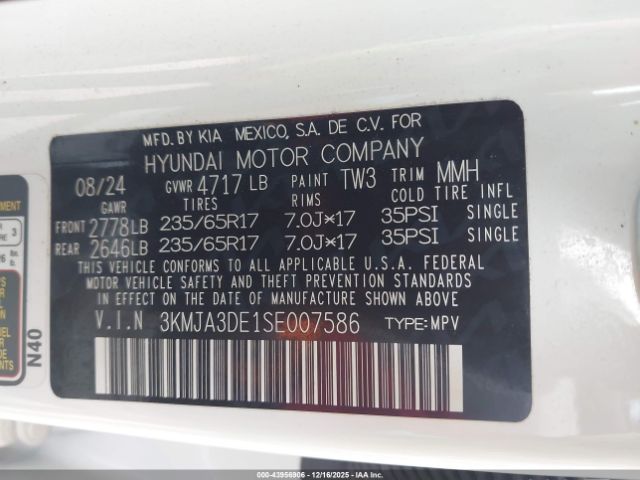 MFD. BY KIA MEXICO, S.A. DE C.V. FOR
HYUNDAI MOTOR COMPANY
08/24 GVWR 4717 LB PAINT TW3 TRIM MMH
GAWR TIRES RIMS COLD TIRE INFL
FRONT 2778LB 235/65R17 7.0J×17 35PSI SINGLE
REAR 2646LB 235/65R17 7.0J×17 35PSI SINGLE
THIS VEHICLE CONFORMS TO ALL APPLICABLE U.S.A. FEDERAL
MOTOR VEHICLE SAFETY AND THEFT PREVENTION STANDARDS
IN EFFECT ON THE DATE OF MANUFACTURE SHOWN ABOVE.
V.I.N 3KMJA3DE1SE007586 TYPE:MPV
N40
3
000-43956906 - 12/16/2025 - IAAI.com